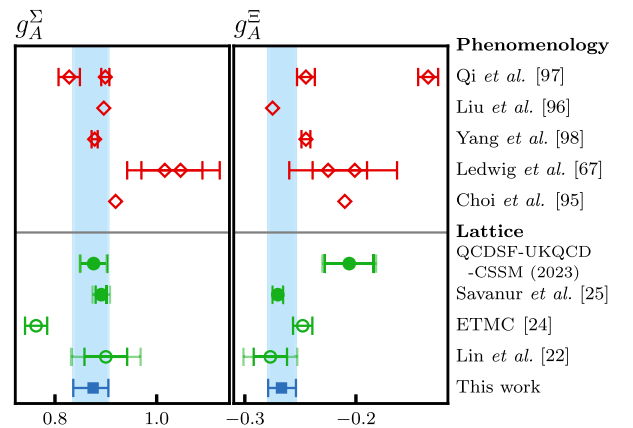 g_A^Σ g_A^Ξ
Phenomenology
Qi et al. [97]
Liu et al. [96]
Yang et al. [98]
Ledwig et al. [67]
Choi et al. [95]
Lattice
QCDSF-UKQCD
-CSSM (2023)
Savanur et al. [25]
ETMC [24]
Lin et al. [22]
This work
0.8 1.0 −0.3 −0.2